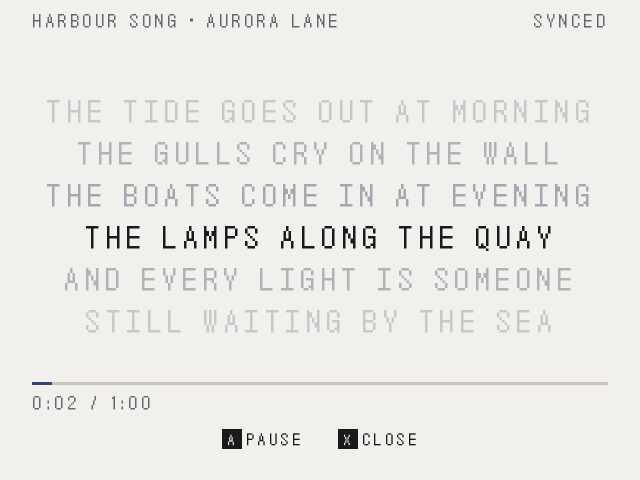 HARBOUR SONG · AURORA LANE
SYNCED
THE TIDE GOES OUT AT MORNING
THE GULLS CRY ON THE WALL
THE BOATS COME IN AT EVENING
THE LAMPS ALONG THE QUAY
AND EVERY LIGHT IS SOMEONE
STILL WAITING BY THE SEA
0:02 / 1:00
A PAUSE X CLOSE